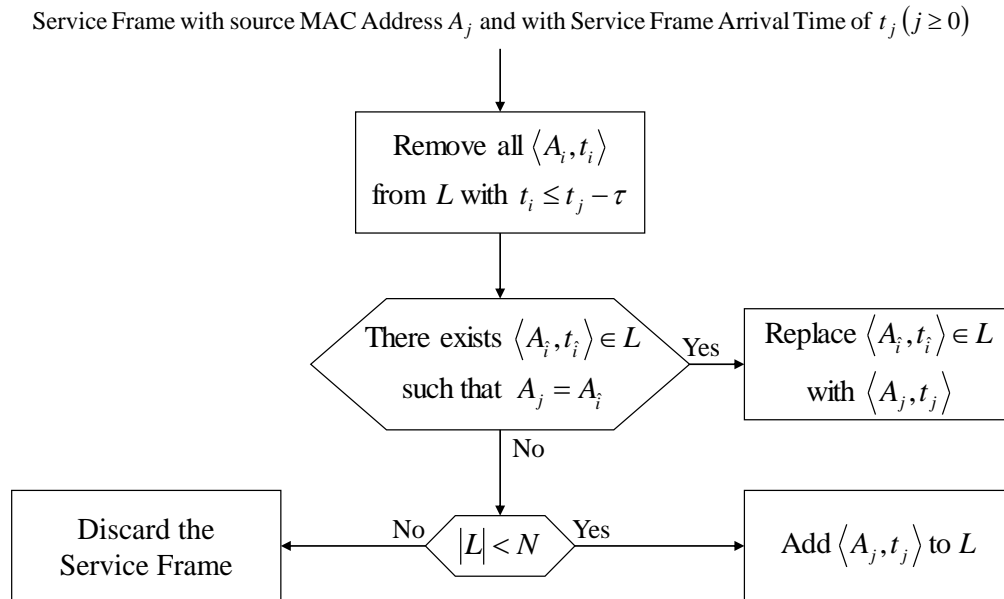 Service Frame with source MAC Address A_j and with Service Frame Arrival Time of t_j (j ≥ 0)
Remove all ⟨A_i, t_i⟩
from L with t_i ≤ t_j − τ
There exists ⟨A_î, t_î⟩ ∈ L
such that A_j = A_î
Yes
Replace ⟨A_î, t_î⟩ ∈ L
with ⟨A_j, t_j⟩
No
Discard the
Service Frame
No
|L| < N
Yes
Add ⟨A_j, t_j⟩ to L